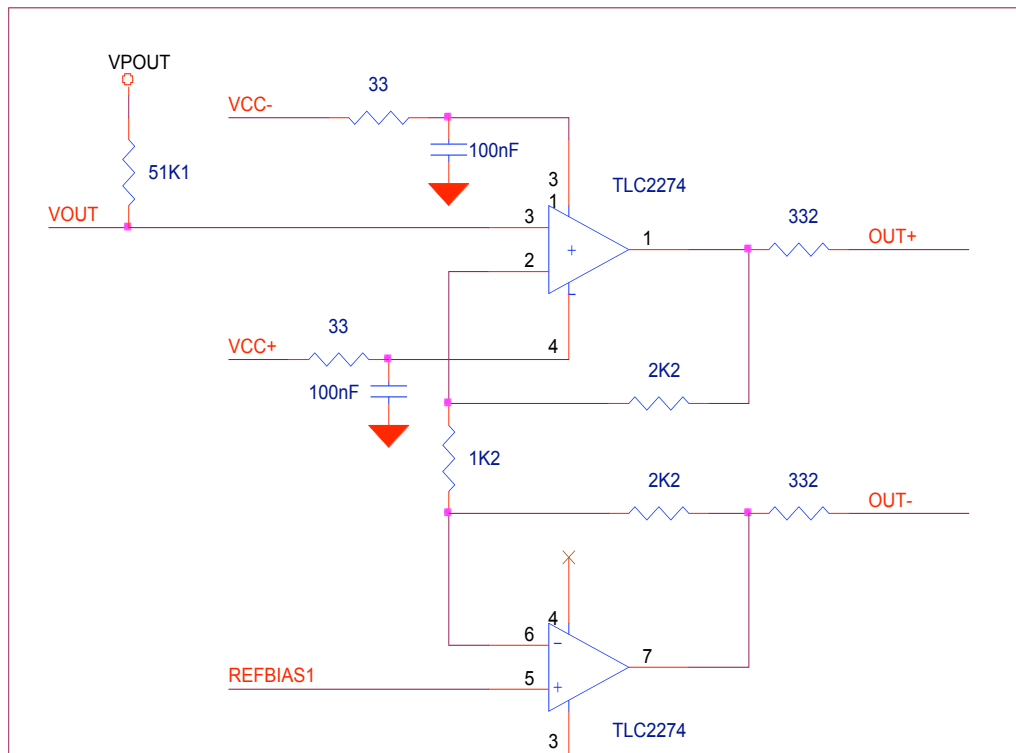 VPOUT
33
VCC-
100nF
51K1
3
1
TLC2274
VOUT
3
+
1
332
OUT+
2
-
33
VCC+
4
100nF
2K2
1K2
2K2
332
OUT-
4
6
-
7
REFBIAS1
5
+
TLC2274
3